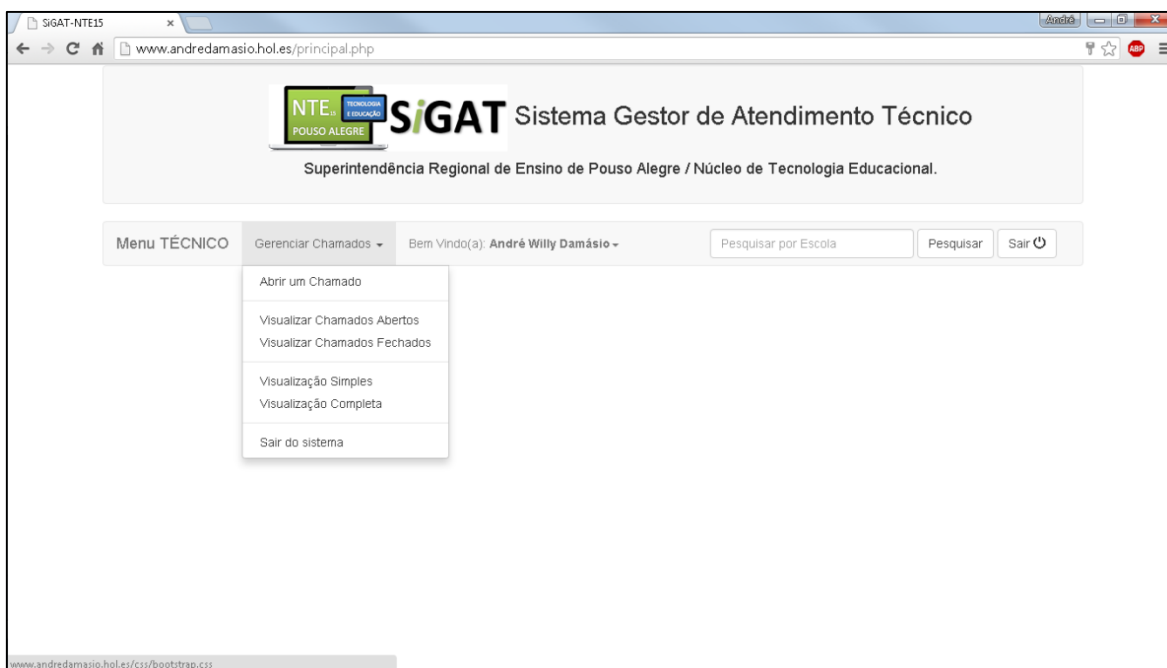 SiGAT-NTE15
André
www.andredamasio.hol.es/principal.php
ABP
NTE15 TECNOLOGIA E EDUCAÇÃO
POUSO ALEGRE
SiGAT Sistema Gestor de Atendimento Técnico
Superintendência Regional de Ensino de Pouso Alegre / Núcleo de Tecnologia Educacional.
Menu TÉCNICO Gerenciar Chamados Bem Vindo(a): André Willy Damásio Pesquisar por Escola Pesquisar Sair
Abrir um Chamado
Visualizar Chamados Abertos
Visualizar Chamados Fechados
Visualização Simples
Visualização Completa
Sair do sistema
www.andredamasio.hol.es/css/bootstrap.css